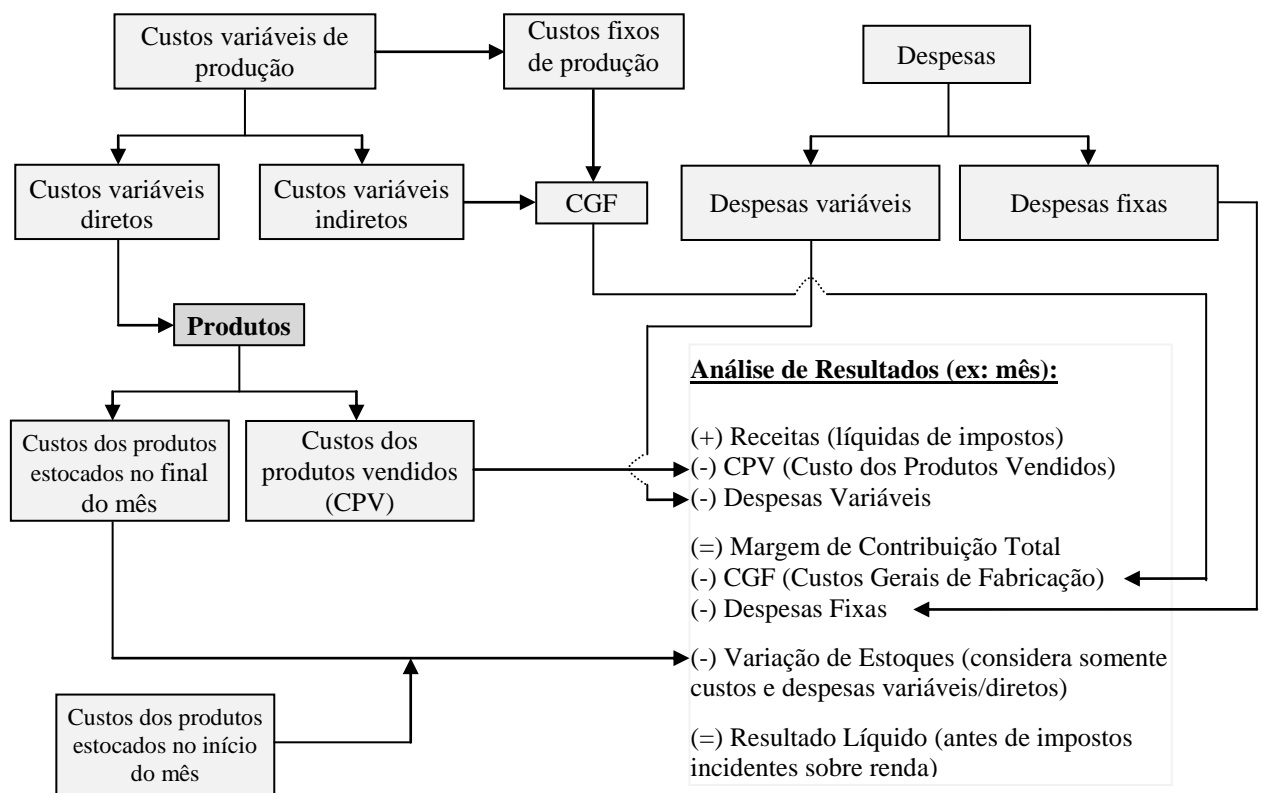 Custos variáveis de
produção
Custos fixos
de produção
Despesas
Custos variáveis
diretos
Custos variáveis
indiretos
CGF
Despesas variáveis
Despesas fixas
Produtos
Custos dos produtos
estocados no final
do mês
Custos dos
produtos vendidos
(CPV)
Análise de Resultados (ex: mês):
(+) Receitas (líquidas de impostos)
(-) CPV (Custo dos Produtos Vendidos)
(-) Despesas Variáveis
(=) Margem de Contribuição Total
(-) CGF (Custos Gerais de Fabricação)
(-) Despesas Fixas
(-) Variação de Estoques (considera somente
custos e despesas variáveis/diretos)
(=) Resultado Líquido (antes de impostos
incidentes sobre renda)
Custos dos produtos
estocados no início
do mês